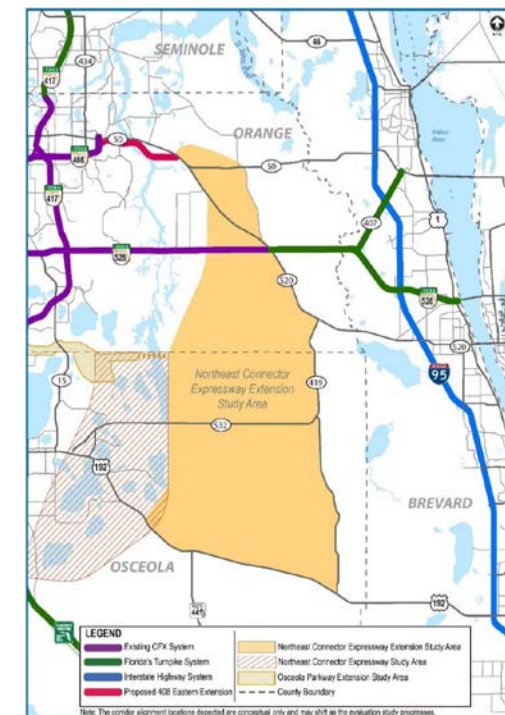 SEMINOLE
46
434
417
ORANGE
50
408
50
417
407
1
528
528
520
520
15
95
Northeast Connector
Expressway Extension
Study Area
419
532
192
BREVARD
OSCEOLA
192
441
LEGEND
Existing CFX System
Florida's Turnpike System
Interstate Highway System
Proposed 408 Eastern Extension
Northeast Connector Expressway Extension Study Area
Northeast Connector Expressway Study Area
Osceola Parkway Extension Study Area
County Boundary
Note: The corridor alignment locations depicted are conceptual only and may shift as the evaluation study progresses.